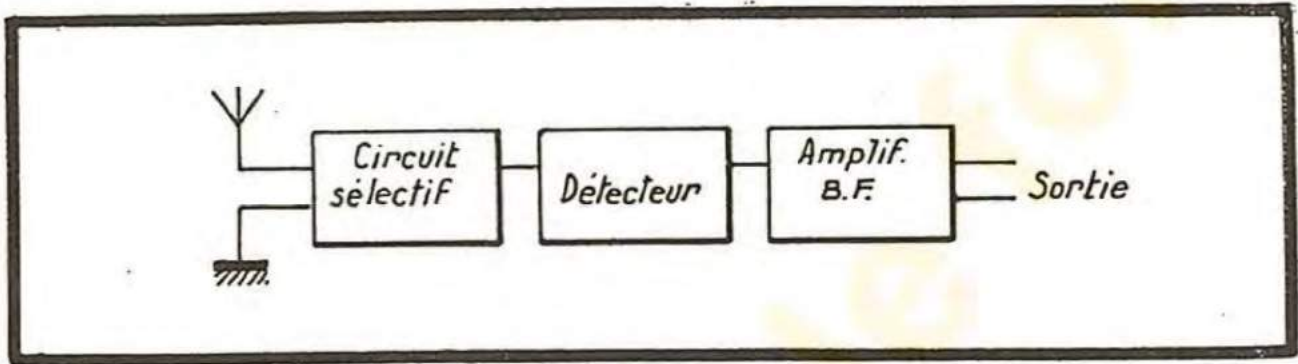 Circuit
sélectif
Détecteur
Amplif.
B.F.
Sortie